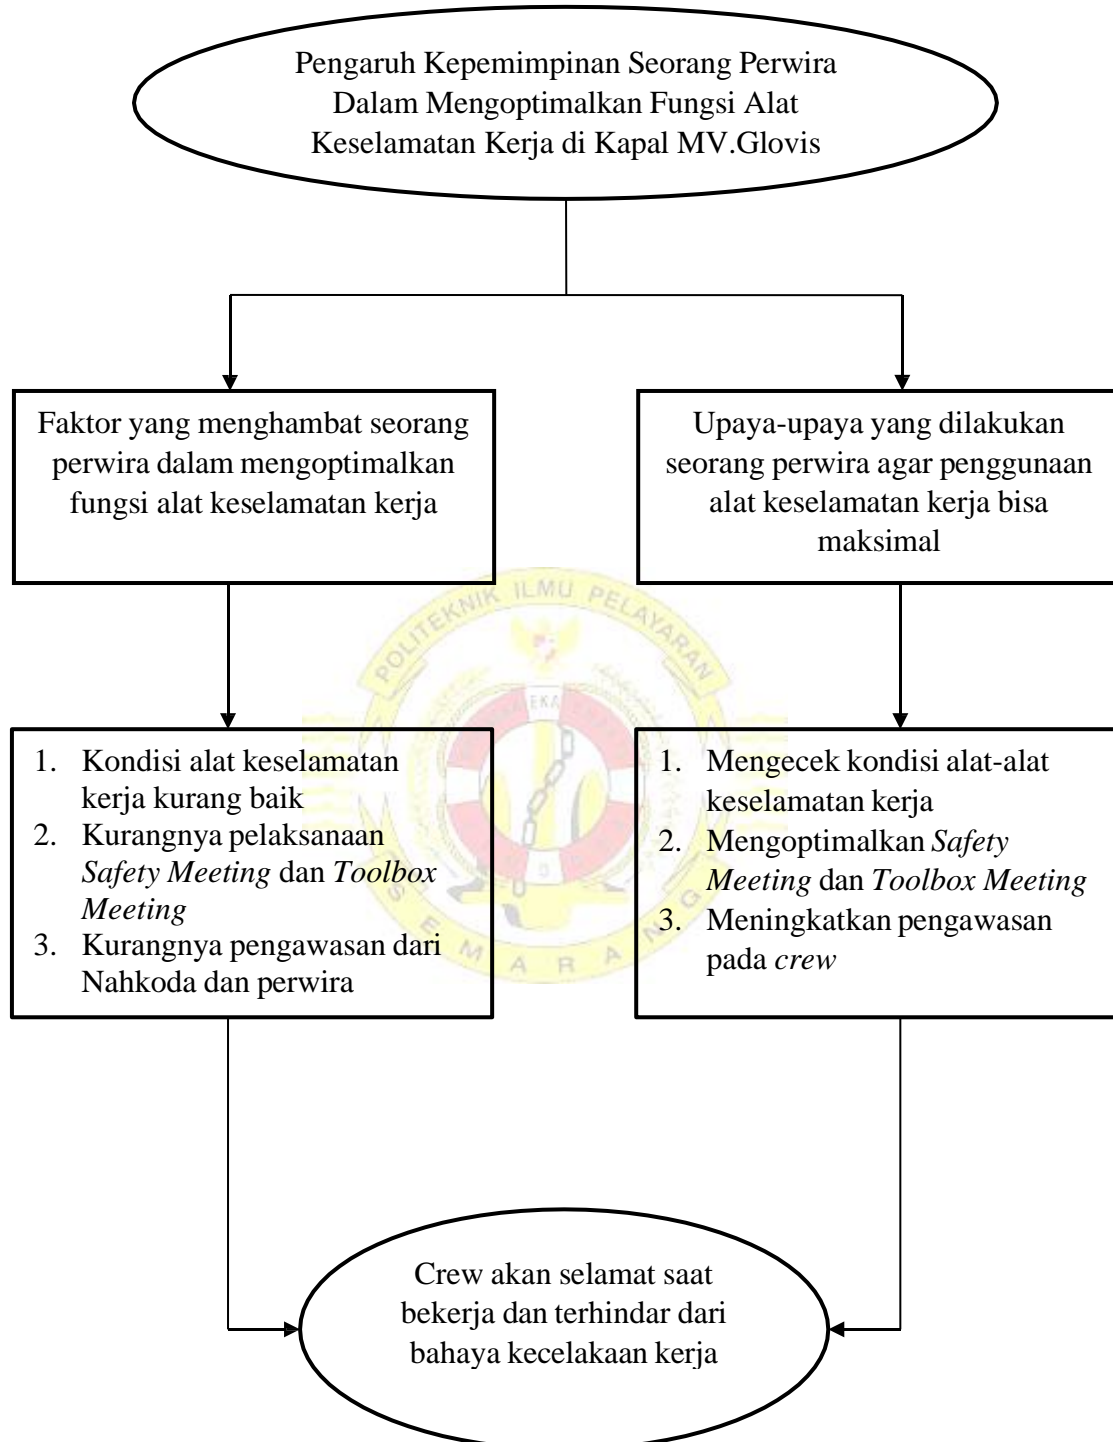 Pengaruh Kepemimpinan Seorang Perwira
Dalam Mengoptimalkan Fungsi Alat
Keselamatan Kerja di Kapal MV.Glovis
Faktor yang menghambat seorang
perwira dalam mengoptimalkan
fungsi alat keselamatan kerja
Upaya-upaya yang dilakukan
seorang perwira agar penggunaan
alat keselamatan kerja bisa
maksimal
POLITEKNIK ILMU PELAYARAN
SEMARANG
1. Kondisi alat keselamatan
kerja kurang baik
2. Kurangnya pelaksanaan
Safety Meeting dan Toolbox
Meeting
3. Kurangnya pengawasan dari
Nahkoda dan perwira
1. Mengecek kondisi alat-alat
keselamatan kerja
2. Mengoptimalkan Safety
Meeting dan Toolbox Meeting
3. Meningkatkan pengawasan
pada crew
Crew akan selamat saat
bekerja dan terhindar dari
bahaya kecelakaan kerja